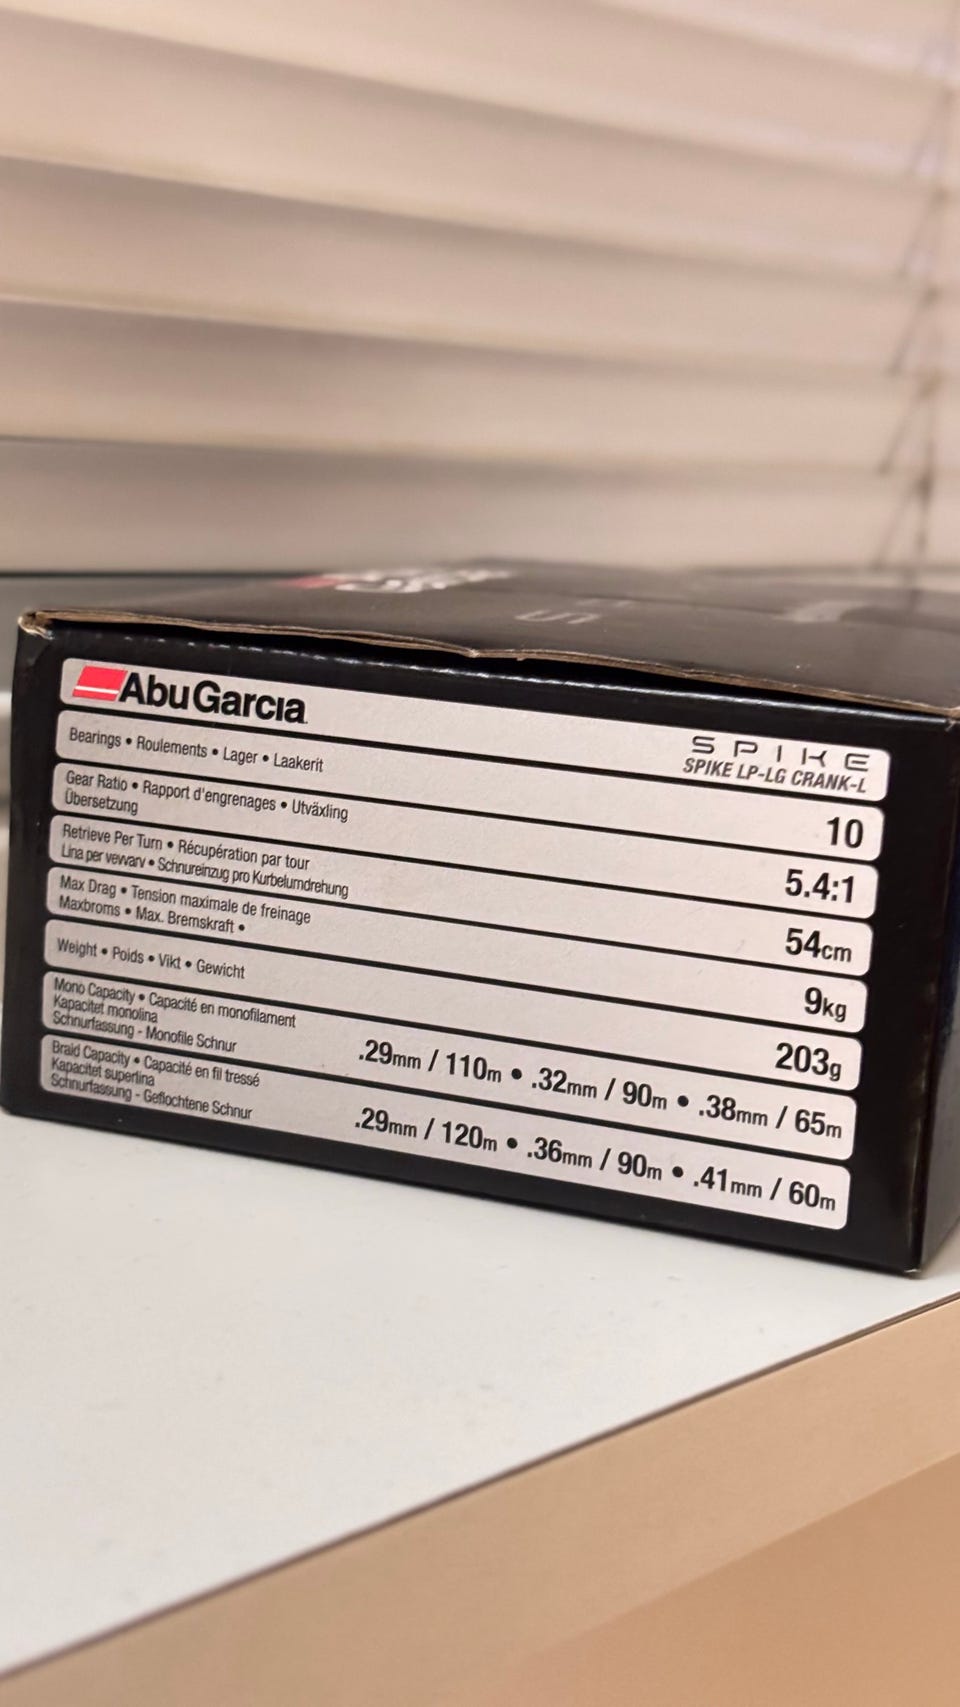 AbuGarcia
SPIKE
SPIKE LP-LG CRANK-L
Bearings • Roulements • Lager • Laakerit
10
Gear Ratio • Rapport d'engrenages • Utväxling
Übersetzung
5.4:1
Retrieve Per Turn • Récupération par tour
Lina per vevvarv • Schnureinzug pro Kurbelumdrehung
54cm
Max Drag • Tension maximale de freinage
Maxbroms • Max. Bremskraft •
9kg
Weight • Poids • Vikt • Gewicht
203g
Mono Capacity • Capacité en monofilament
Kapacitet monolina
Schnurfassung - Monofile Schnur
.29mm / 110m • .32mm / 90m • .38mm / 65m
Braid Capacity • Capacité en fil tressé
Kapacitet superlina
Schnurfassung - Geflochtene Schnur
.29mm / 120m • .36mm / 90m • .41mm / 60m